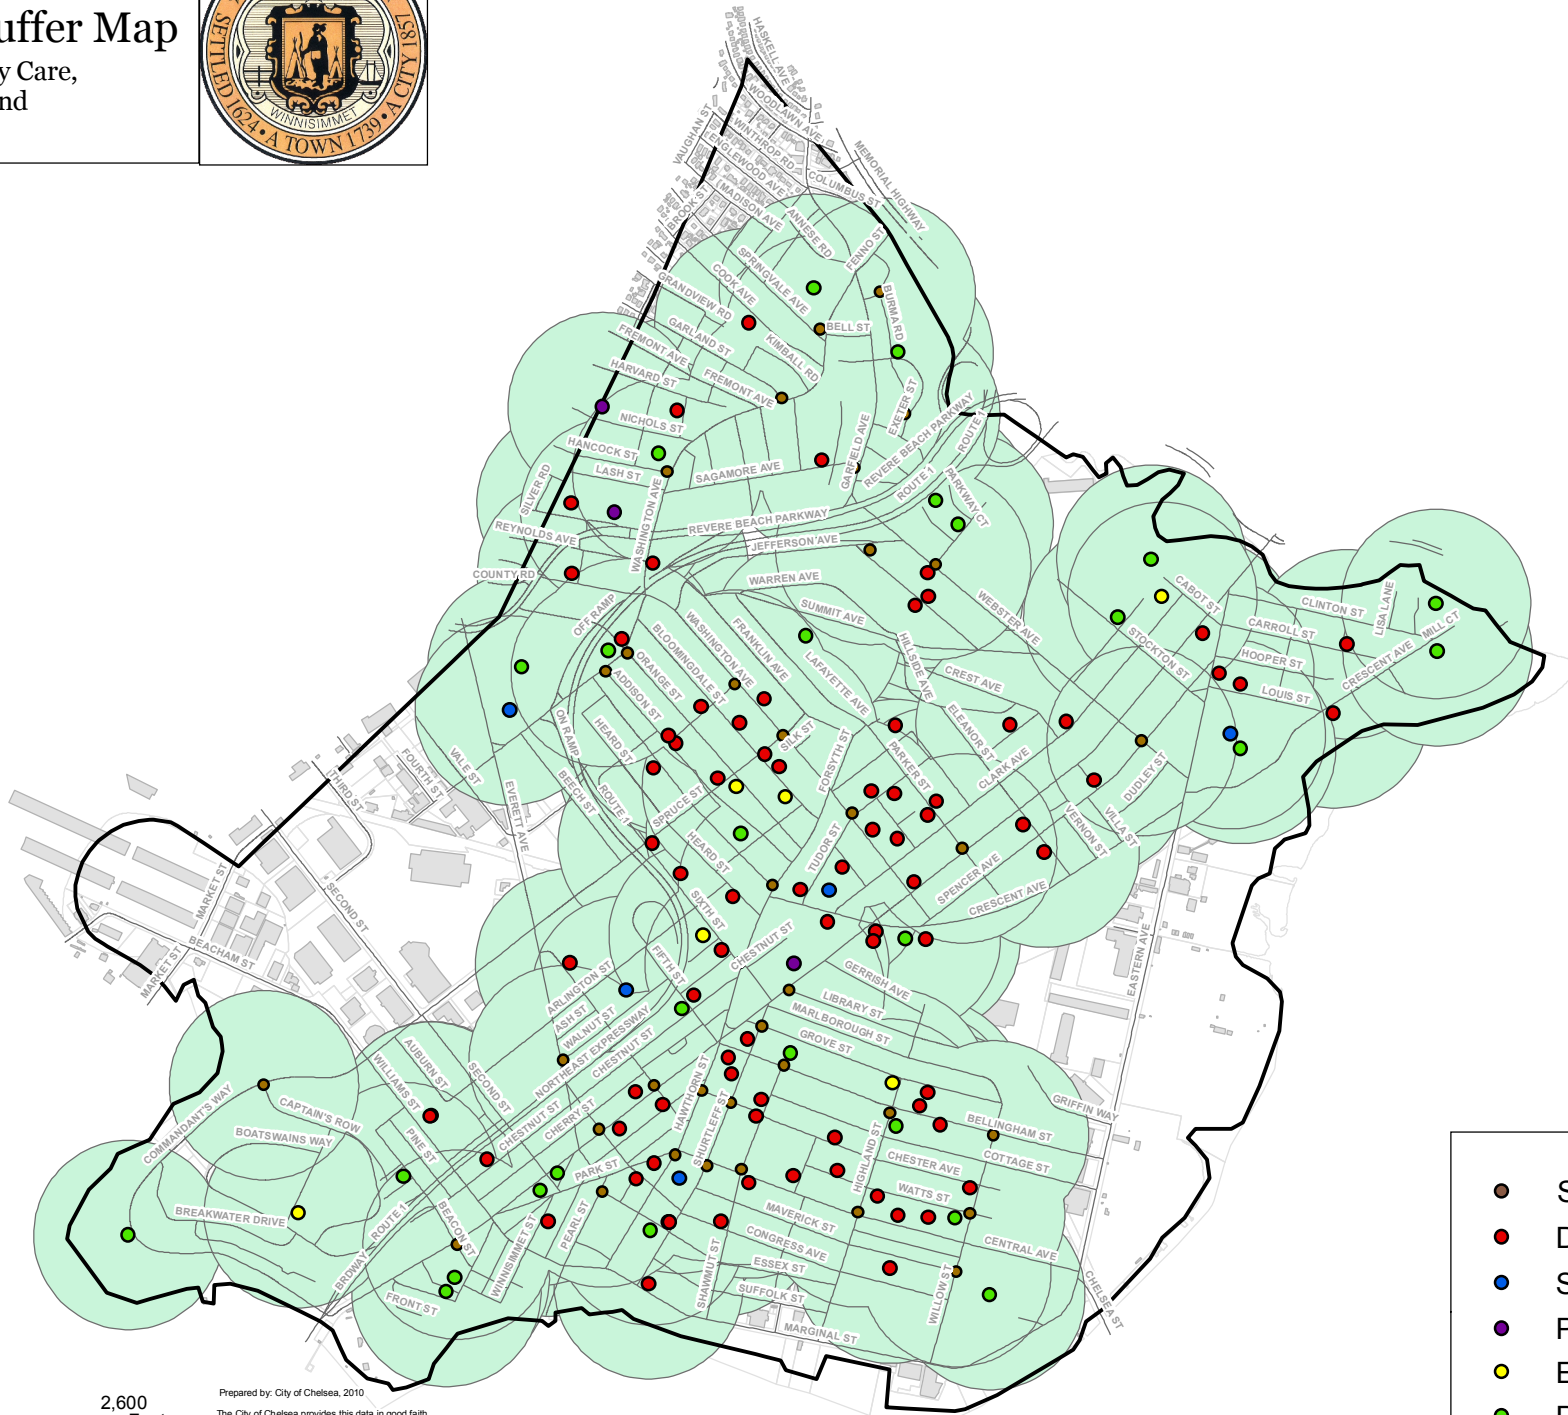 uffer Map
y Care,
nd
SETTLED 1624 • A TOWN 1739 • A CITY 1857
WINNISIMMET
HASKELL AVE
WOODLAWN AVE
VAUGHAN ST
WINTHROP RD
ENGLEWOOD AVE
MEMORIAL HIGHWAY
COLUMBUS ST
BROOK S
MADISON AVE
ANNESE RD
FENNO ST
SPRINGVALE AVE
COOK AVE
GRANDVIEW RD
BURMA RD
GARLAND ST
BELL ST
FREMONT AVE
KIMBALL RD
HARVARD ST
FREMONT AVE
EXETER ST
NICHOLS ST
REVERE BEACH PARKWAY
ROUTE 1
HANCOCK ST
GARFIELD AVE
LASH ST
SAGAMORE AVE
SILVER RD
WASHINGTON AVE
ROUTE 1
PARKWAY CT
REYNOLDS AVE
REVERE BEACH PARKWAY
JEFFERSON AVE
COUNTY RD
WARREN AVE
OFF RAMP
SUMMIT AVE
WEBSTER AVE
CABOT ST
CLINTON ST
LISA LANE
WASHINGTON AVE
FRANKLIN AVE
BLOOMINGDALE ST
CARROLL ST
MILL CT
STOCKTON ST
HOOPER ST
CRESCENT AVE
ORANGE ST
LAFAYETTE AVE
HILLSIDE AVE
CREST AVE
LOUIS ST
ADDISON ST
HEARD ST
ON RAMP
SILK ST
FORSYTH ST
ELEANOR ST
PARKER ST
CLARK AVE
DUDLEY ST
VALE ST
FOURTH ST
THIRD ST
BEECH ST
ROUTE 1
EVERETT AVE
SPRUCE ST
VERNON ST
VILLA ST
HEARD ST
TUDOR ST
SPENCER AVE
CRESCENT AVE
MARKET ST
SECOND ST
SIXTH ST
CHESTNUT ST
BEACHAM ST
MARKET ST
FIFTH ST
GERRISH AVE
EASTERN AVE
ARLINGTON ST
ASH ST
WALNUT ST
LIBRARY ST
MARLBOROUGH ST
GROVE ST
NORTHEAST EXPRESSWAY
CHESTNUT ST
AUBURN ST
WILLIAMS ST
SECOND ST
HAWTHORN ST
GRIFFIN WAY
COMMANDANT'S WAY
CAPTAIN'S ROW
BOATSWAINS WAY
CHESTNUT ST
CHERRY ST
SHURTLEFF ST
BELLINGHAM ST
PINE ST
PARK ST
HIGHLAND ST
CHESTER AVE
COTTAGE ST
WATTS ST
BREAKWATER DRIVE
ROUTE 1
BEACON ST
PEARL ST
MAVERICK ST
CONGRESS AVE
CENTRAL AVE
BRDWAY
WINNISIMMET ST
ESSEX ST
FRONT ST
SHAWMUT ST
SUFFOLK ST
WILLOW ST
CHELSEA ST
MARGINAL ST
S
D
S
P
E
2,600
Prepared by: City of Chelsea, 2010
The City of Chelsea provides this data in good faith